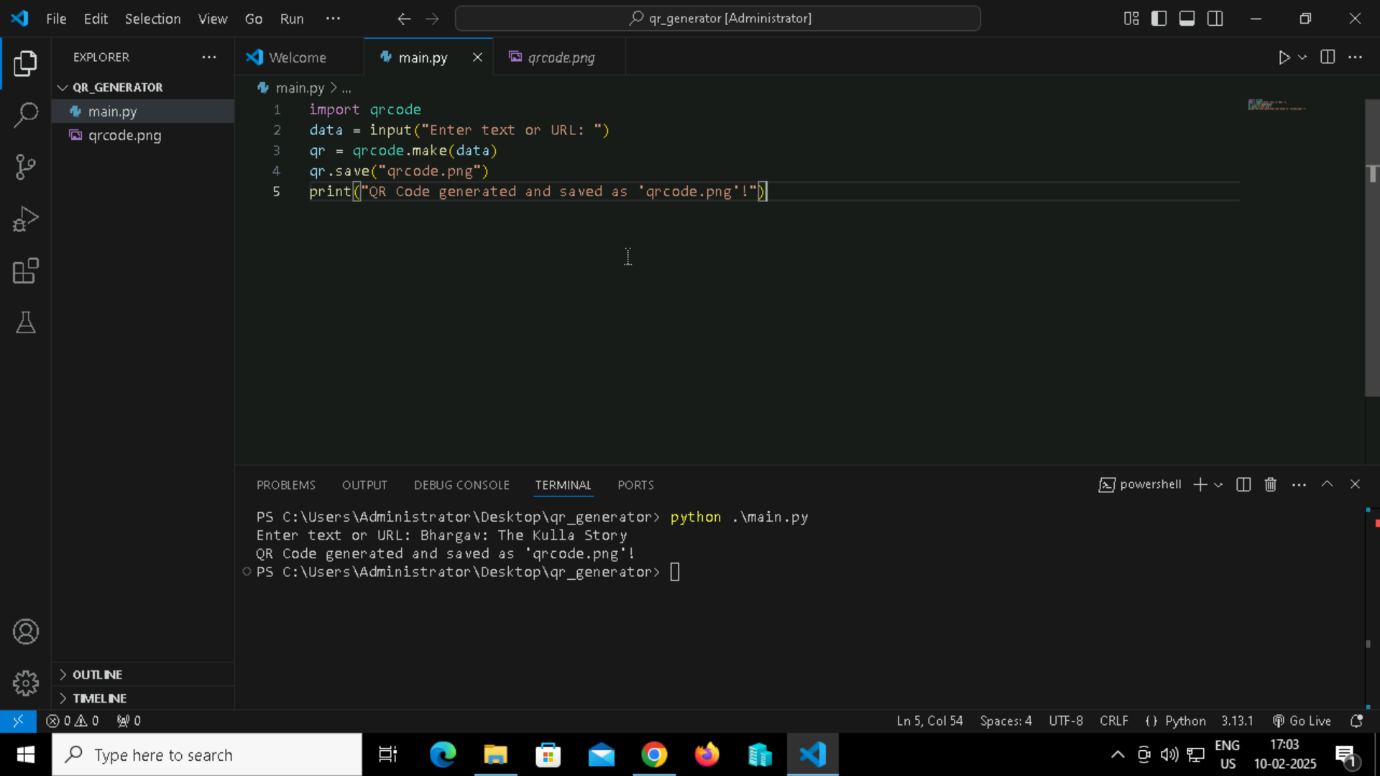 File Edit Selection View Go Run ···
qr_generator [Administrator]
EXPLORER ···
QR_GENERATOR
main.py
qrcode.png
OUTLINE
TIMELINE
Welcome main.py qrcode.png
main.py > ...
1 import qrcode
2 data = input("Enter text or URL: ")
3 qr = qrcode.make(data)
4 qr.save("qrcode.png")
5 print("QR Code generated and saved as 'qrcode.png'!")
PROBLEMS OUTPUT DEBUG CONSOLE TERMINAL PORTS powershell
PS C:\Users\Administrator\Desktop\qr_generator> python .\main.py
Enter text or URL: Bhargav: The Kulla Story
QR Code generated and saved as 'qrcode.png'!
PS C:\Users\Administrator\Desktop\qr_generator>
0 0 0 Ln 5, Col 54 Spaces: 4 UTF-8 CRLF {} Python 3.13.1 Go Live
Type here to search
ENG
US
17:03
10-02-2025
1